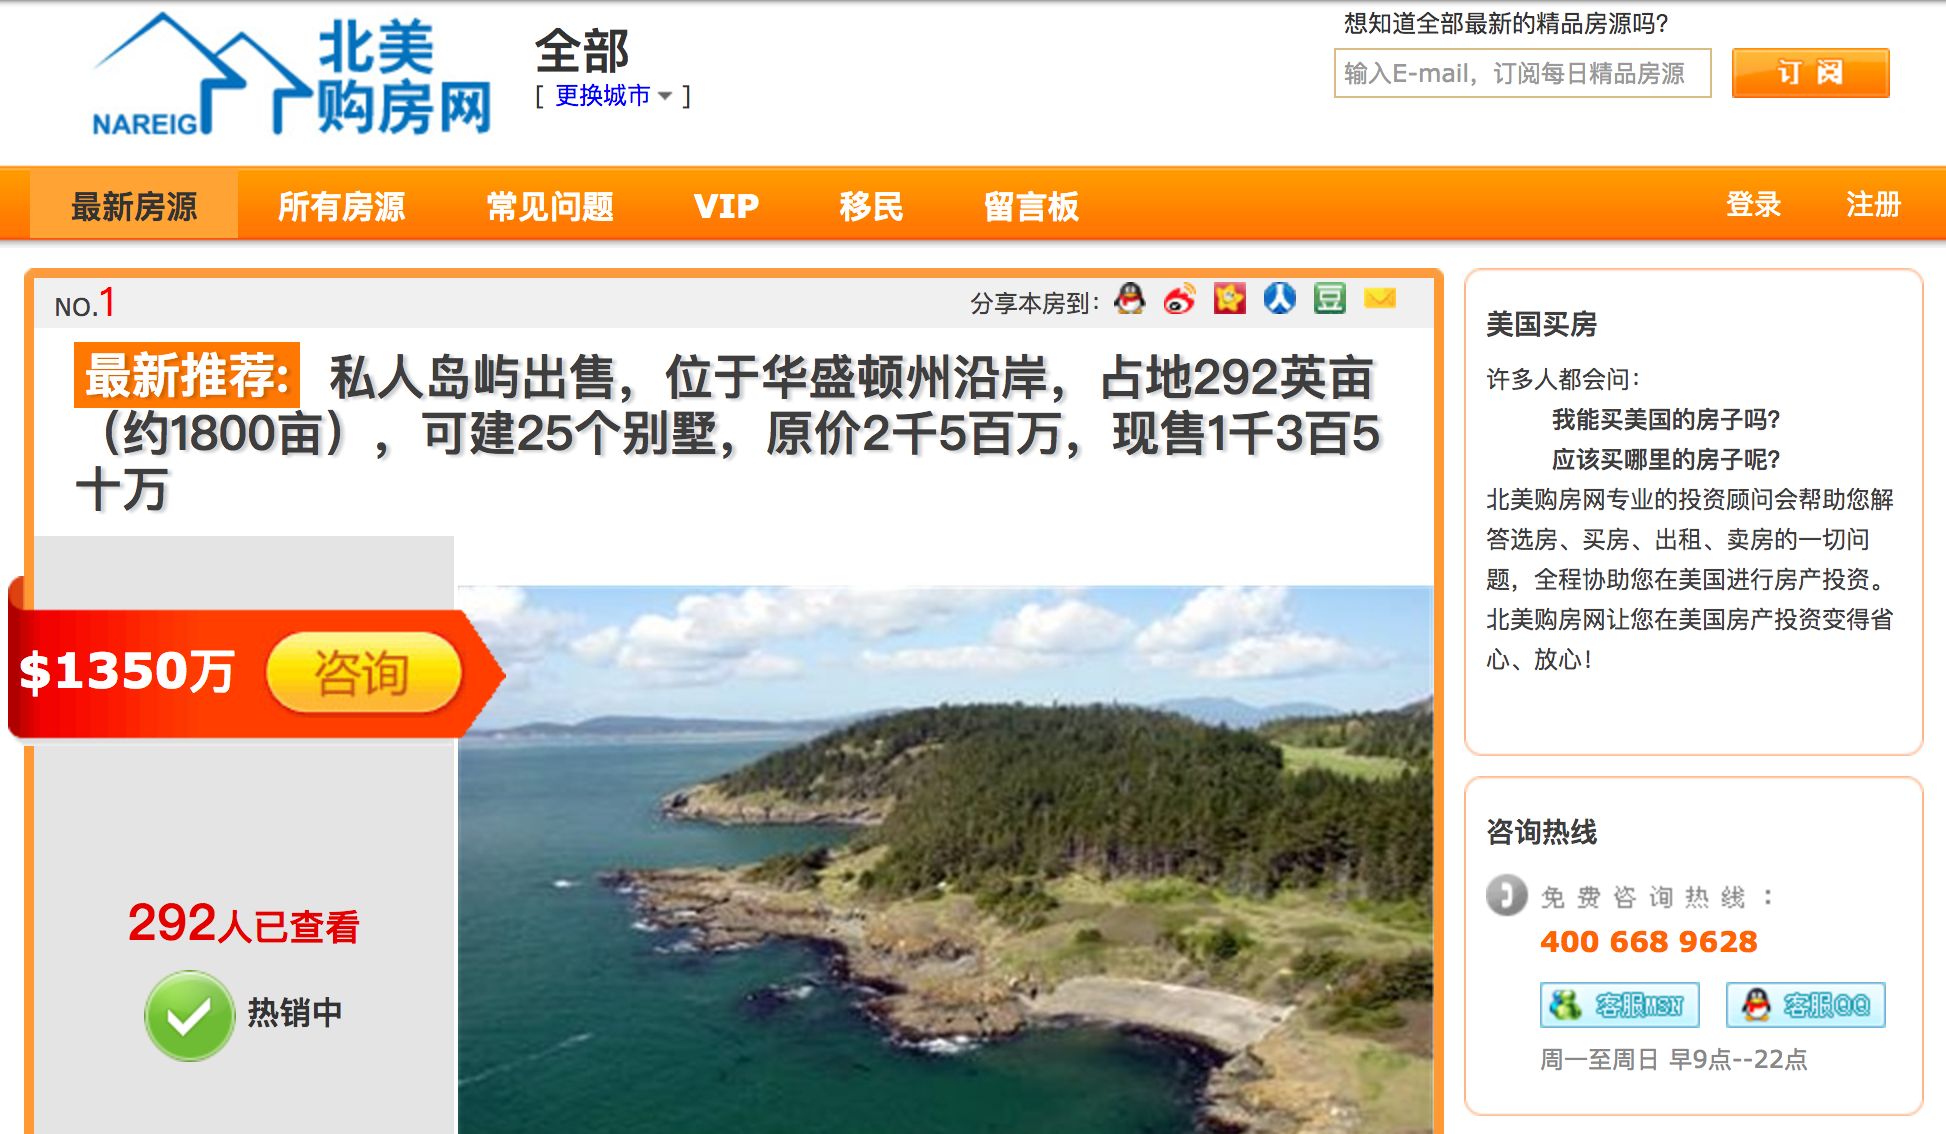 北美
购房网
NAREIG
全部
[ 更换城市 ]
想知道全部最新的精品房源吗?
输入E-mail，订阅每日精品房源
订 阅
最新房源 所有房源 常见问题 VIP 移民 留言板 登录 注册
NO.1
分享本房到：
豆
最新推荐: 私人岛屿出售，位于华盛顿州沿岸，占地292英亩
（约1800亩），可建25个别墅，原价2千5百万，现售1千3百5
十万
$1350万 咨询
292人已查看
热销中
美国买房
许多人都会问：
我能买美国的房子吗?
应该买哪里的房子呢?
北美购房网专业的投资顾问会帮助您解
答选房、买房、出租、卖房的一切问
题，全程协助您在美国进行房产投资。
北美购房网让您在美国房产投资变得省
心、放心！
咨询热线
免费咨询热线：
400 668 9628
客服MSN 客服QQ
周一至周日 早9点--22点